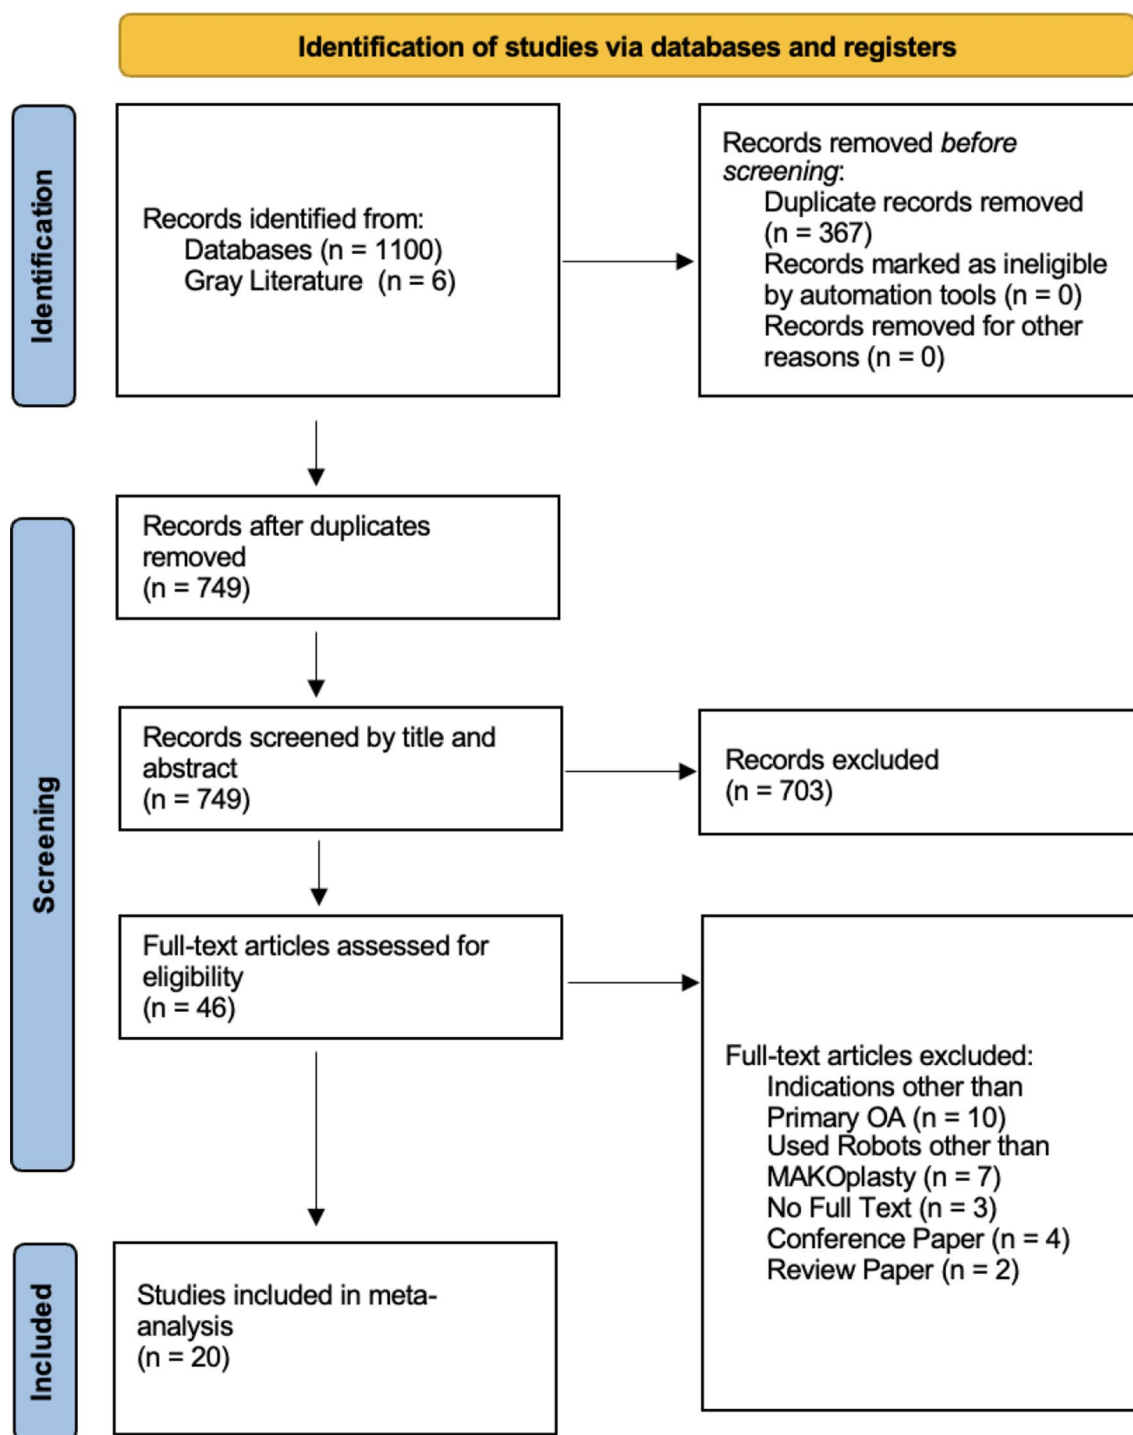 Identification of studies via databases and registers
Identification
Records identified from:
Databases (n = 1100)
Gray Literature (n = 6)
Records removed before
screening:
Duplicate records removed
(n = 367)
Records marked as ineligible
by automation tools (n = 0)
Records removed for other
reasons (n = 0)
Screening
Records after duplicates
removed
(n = 749)
Records screened by title and
abstract
(n = 749)
Records excluded
(n = 703)
Full-text articles assessed for
eligibility
(n = 46)
Full-text articles excluded:
Indications other than
Primary OA (n = 10)
Used Robots other than
MAKOplasty (n = 7)
No Full Text (n = 3)
Conference Paper (n = 4)
Review Paper (n = 2)
Included
Studies included in meta-
analysis
(n = 20)